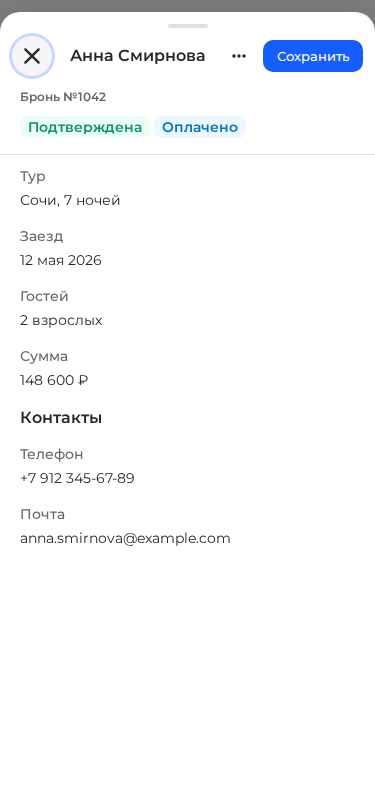 Анна Смирнова
Сохранить
Бронь №1042
Подтверждена Оплачено
Тур
Сочи, 7 ночей
Заезд
12 мая 2026
Гостей
2 взрослых
Сумма
148 600 ₽
Контакты
Телефон
+7 912 345-67-89
Почта
anna.smirnova@example.com